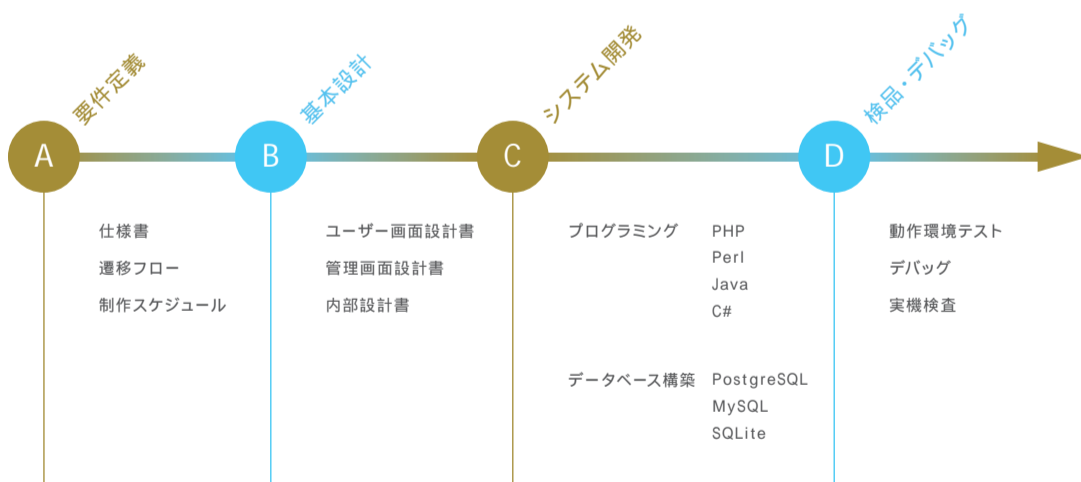 要件定義
基本設計
システム開発
検品・デバッグ
A
B
C
D
仕様書
遷移フロー
制作スケジュール
ユーザー画面設計書
管理画面設計書
内部設計書
プログラミング
PHP
Perl
Java
C#
データベース構築
PostgreSQL
MySQL
SQLite
動作環境テスト
デバッグ
実機検査